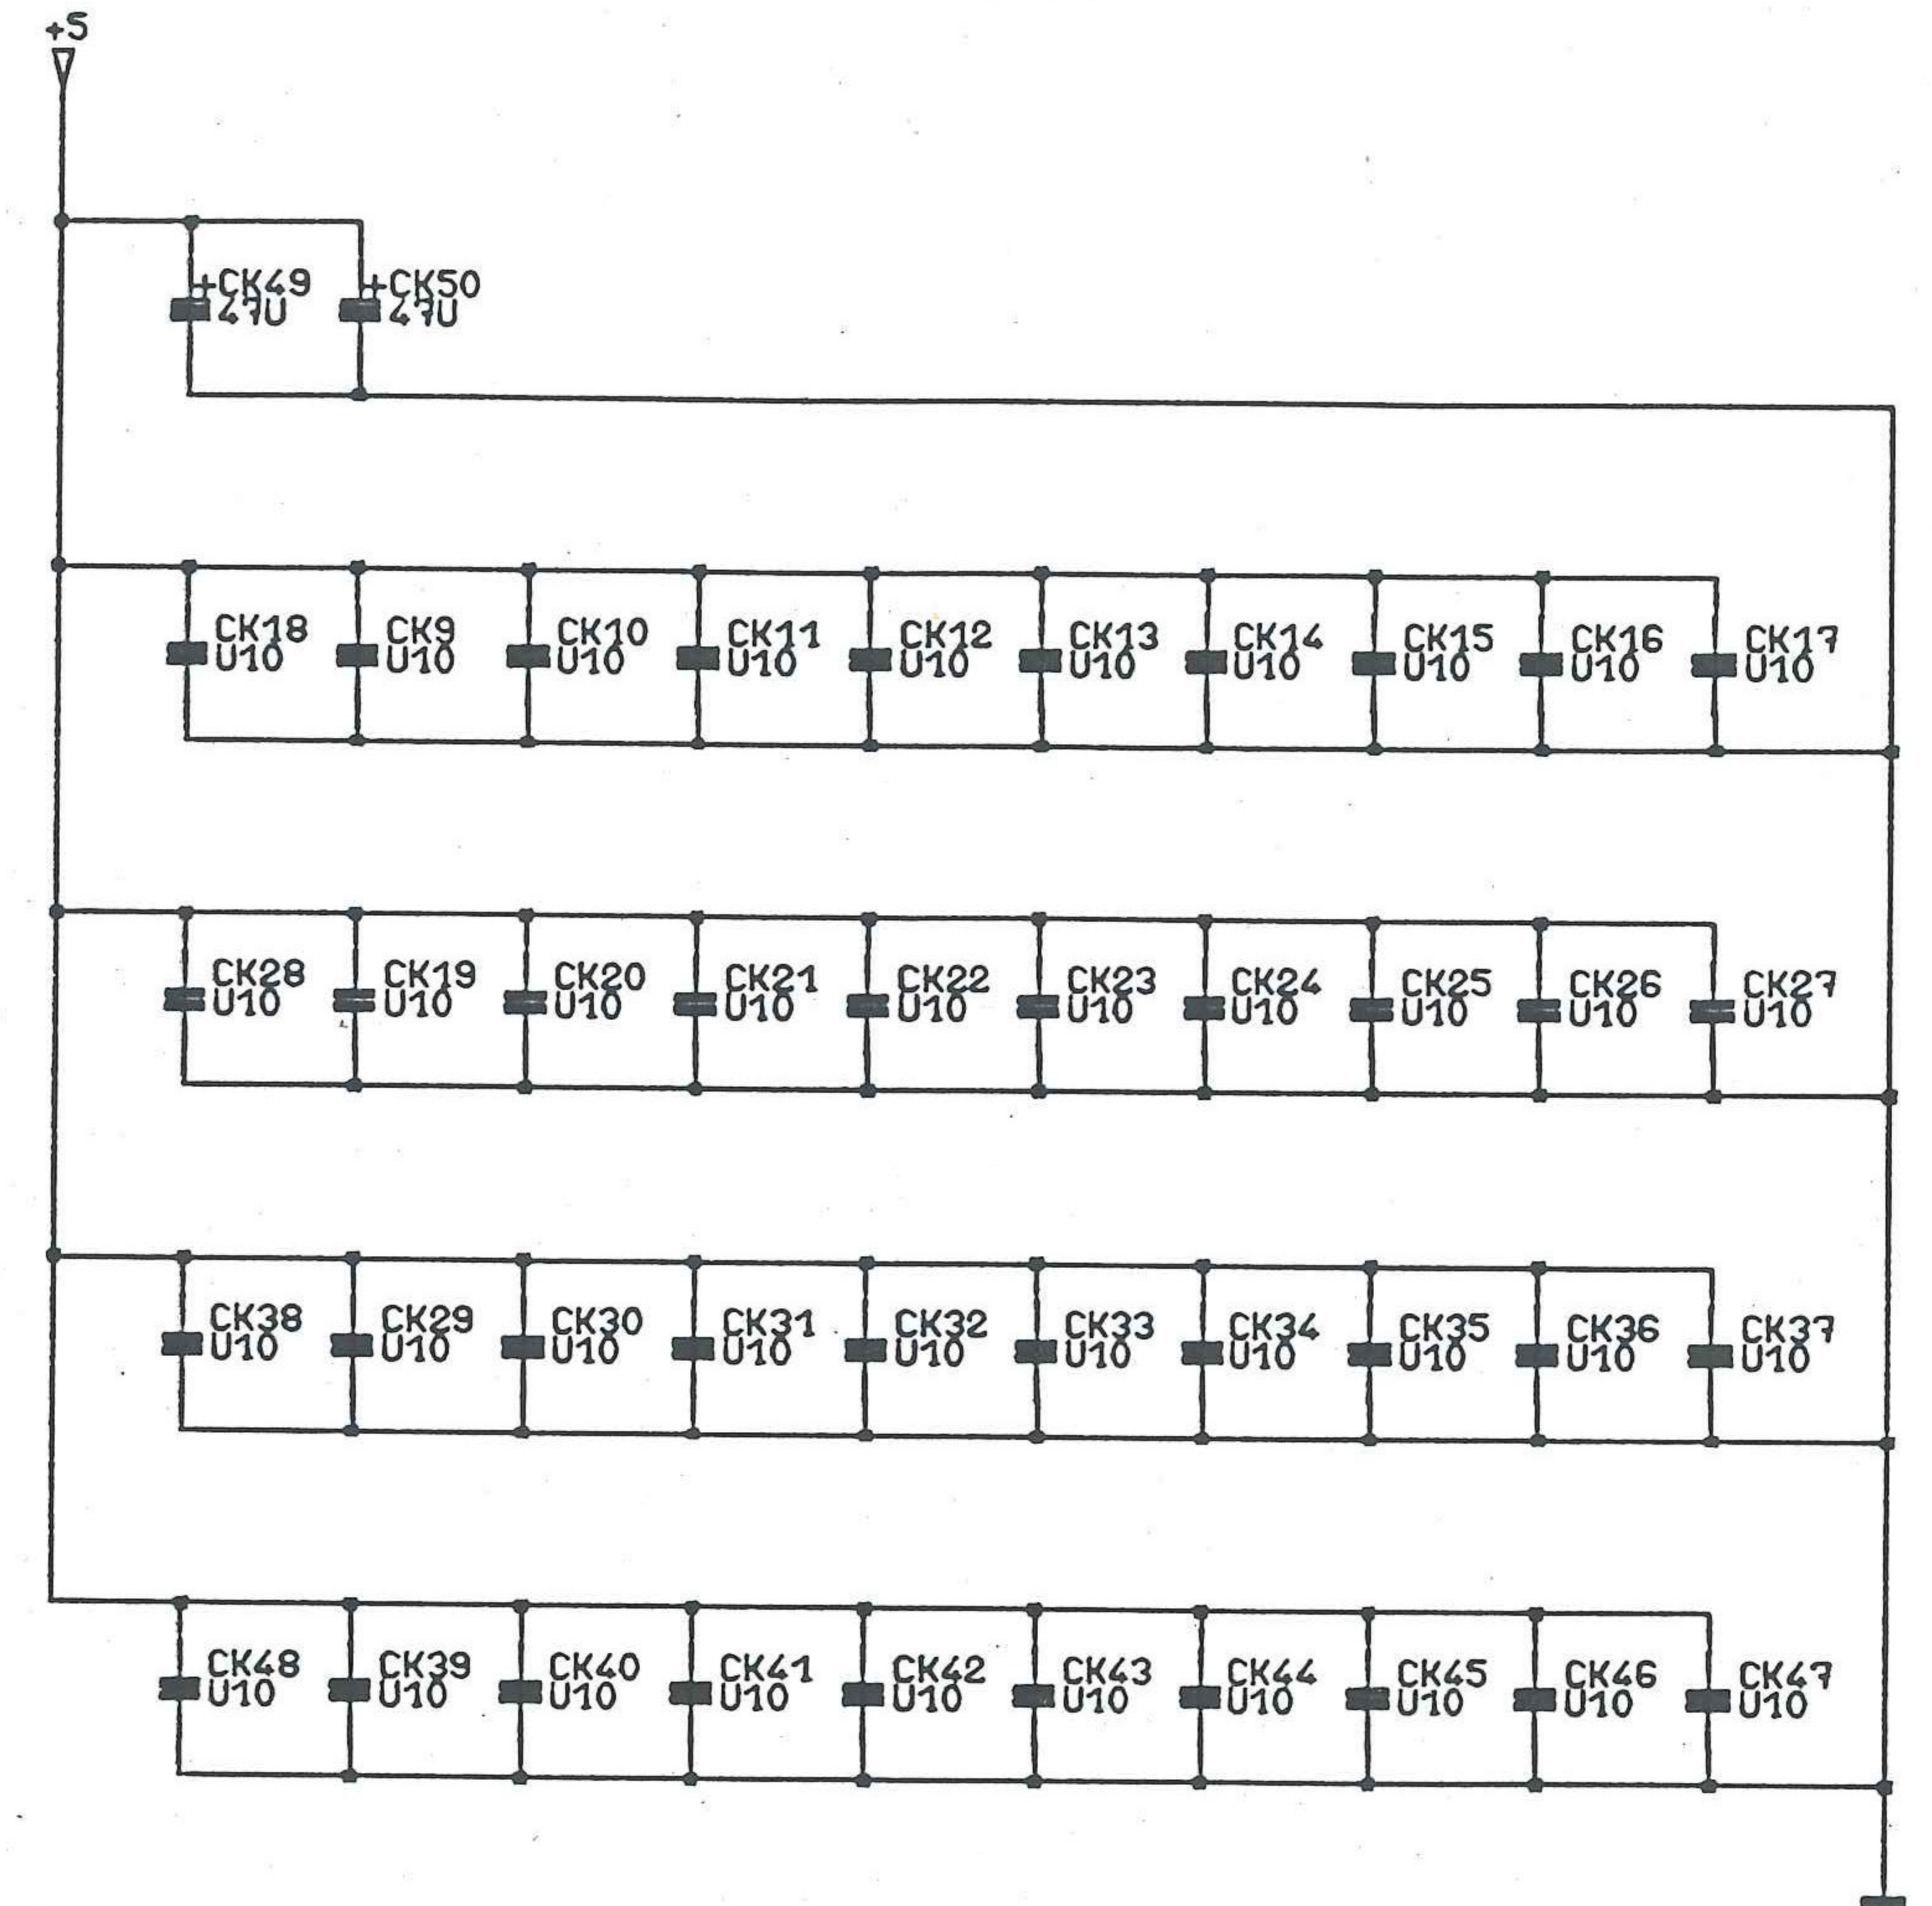 +5
+CK49 +CK50
47U 47U
CK18 CK9 CK10 CK11 CK12 CK13 CK14 CK15 CK16 CK17
U10 U10 U10 U10 U10 U10 U10 U10 U10 U10
CK28 CK19 CK20 CK21 CK22 CK23 CK24 CK25 CK26 CK27
U10 U10 U10 U10 U10 U10 U10 U10 U10 U10
CK38 CK29 CK30 CK31 CK32 CK33 CK34 CK35 CK36 CK37
U10 U10 U10 U10 U10 U10 U10 U10 U10 U10
CK48 CK39 CK40 CK41 CK42 CK43 CK44 CK45 CK46 CK47
U10 U10 U10 U10 U10 U10 U10 U10 U10 U10